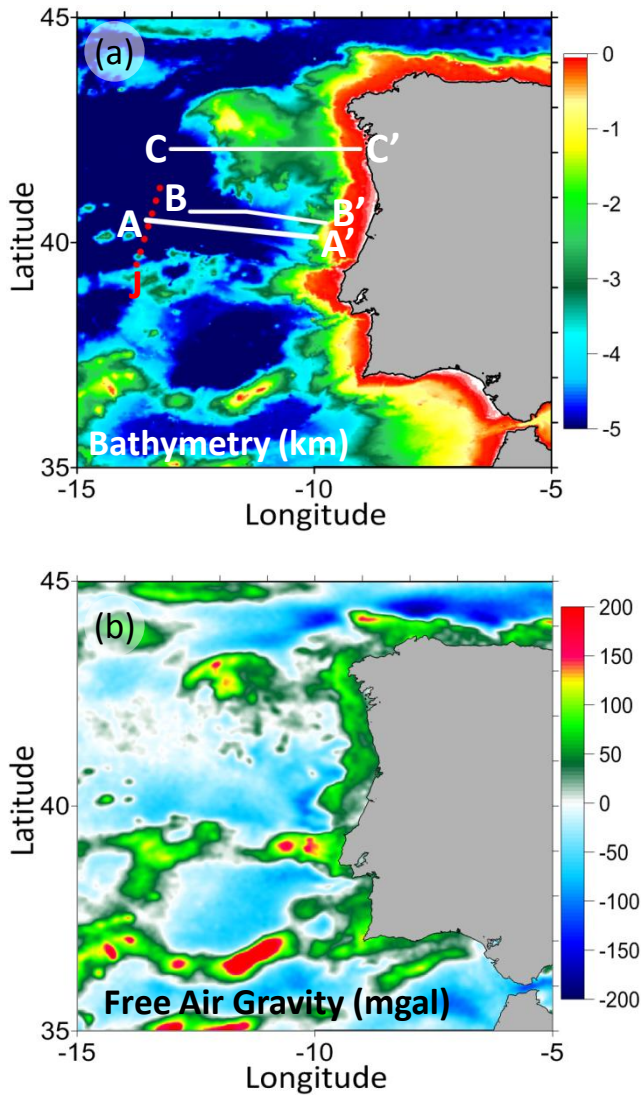 45
(a)
C
C'
B
B'
A
A'
J
40
Latitude
Bathymetry (km)
35
-15
-10
-5
Longitude
0
-1
-2
-3
-4
-5
45
(b)
40
Latitude
Free Air Gravity (mgal)
35
-15
-10
-5
Longitude
200
150
100
50
0
-50
-100
-150
-200